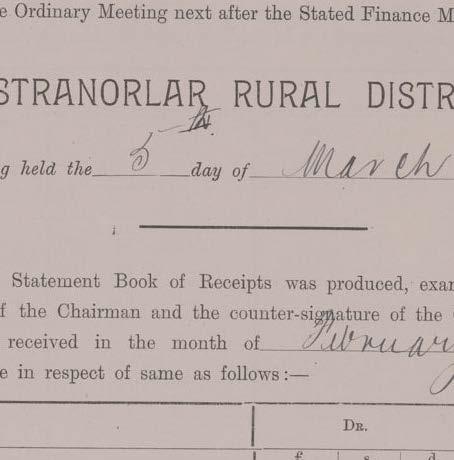 e Ordinary Meeting next after the Stated Finance M
STRANORLAR RURAL DISTR
g held the 5th day of March
Statement Book of Receipts was produced, exa
f the Chairman and the counter-signature of the
received in the month of Februar
e in respect of same as follows:—
Dr.
£ s. d